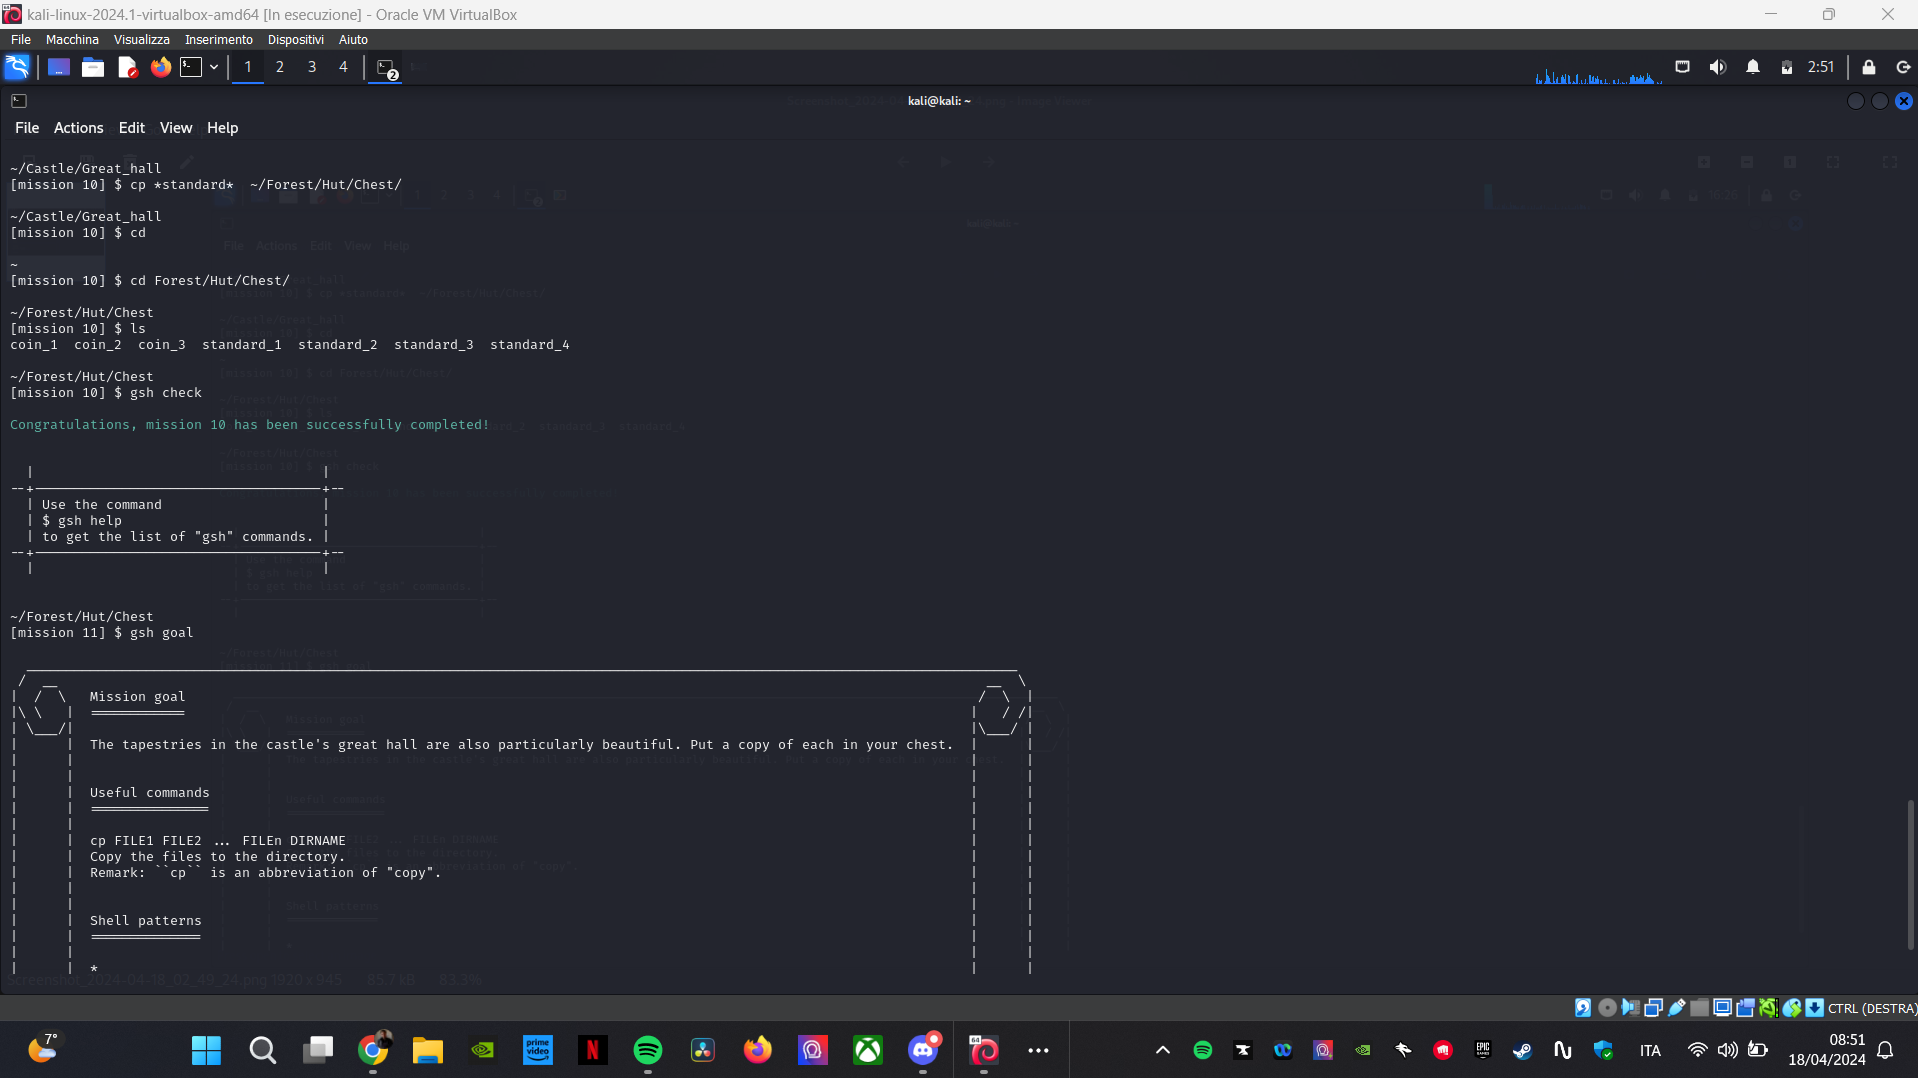 kali-linux-2024.1-virtualbox-amd64 [In esecuzione] - Oracle VM VirtualBox
File Macchina Visualizza Inserimento Dispositivi Aiuto
1 2 3 4 2 2:51
kali@kali: ~
File Actions Edit View Help
~/Castle/Great_hall
[mission 10] $ cp *standard*  ~/Forest/Hut/Chest/
~/Castle/Great_hall
[mission 10] $ cd
~
[mission 10] $ cd Forest/Hut/Chest/
~/Forest/Hut/Chest
[mission 10] $ ls
coin_1  coin_2  coin_3  standard_1  standard_2  standard_3  standard_4
~/Forest/Hut/Chest
[mission 10] $ gsh check
Congratulations, mission 10 has been successfully completed!
Use the command
$ gsh help
to get the list of "gsh" commands.
~/Forest/Hut/Chest
[mission 11] $ gsh goal
Mission goal
The tapestries in the castle's great hall are also particularly beautiful. Put a copy of each in your chest.
Useful commands
cp FILE1 FILE2 ... FILEn DIRNAME
Copy the files to the directory.
Remark: ``cp`` is an abbreviation of "copy".
Shell patterns
*
Screenshot_2024-04-18_02_49_24.png 1920x945 85.7 kB 83.3%
CTRL (DESTRA)
7°
prime video
64
EPIC GAMES
ITA
08:51
18/04/2024